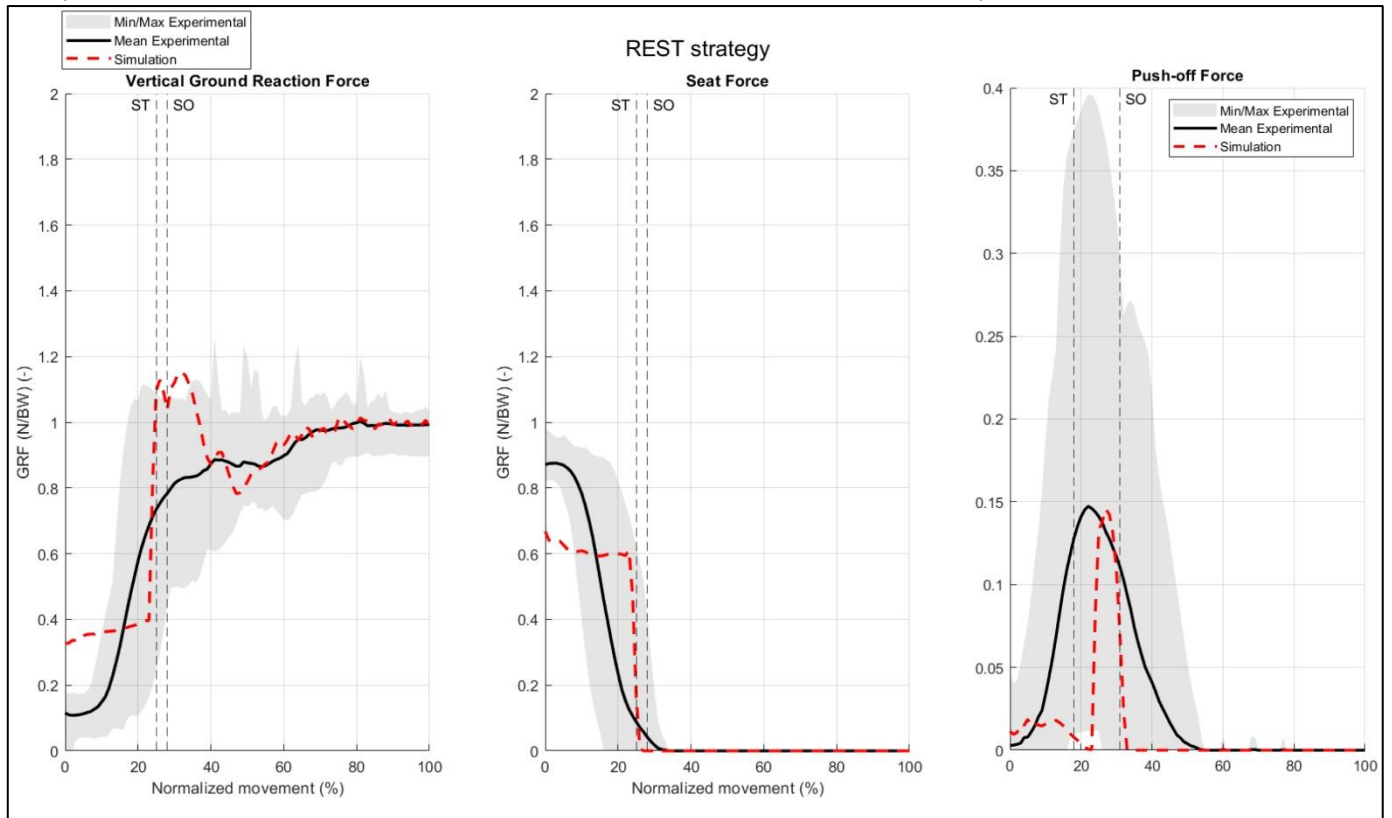 Min/Max Experimental
Mean Experimental
Simulation
REST strategy
Vertical Ground Reaction Force
ST
SO
2
1.8
1.6
1.4
1.2
1
0.8
0.6
0.4
0.2
0
GRF (N/BW) (-)
0 20 40 60 80 100
Normalized movement (%)
Seat Force
ST
SO
2
1.8
1.6
1.4
1.2
1
0.8
0.6
0.4
0.2
0
GRF (N/BW) (-)
0 20 40 60 80 100
Normalized movement (%)
Push-off Force
ST
SO
Min/Max Experimental
Mean Experimental
Simulation
0.4
0.35
0.3
0.25
0.2
0.15
0.1
0.05
0
0 20 40 60 80 100